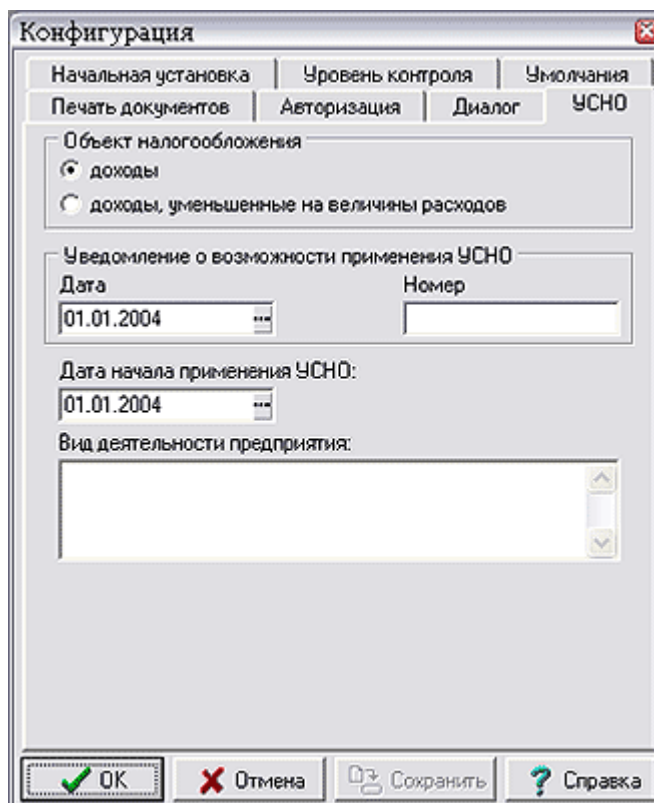 Конфигурация
Начальная установка Уровень контроля Умолчания
Печать документов Авторизация Диалог УСНО
Объект налогообложения
доходы
доходы, уменьшенные на величины расходов
Уведомление о возможности применения УСНО
Дата Номер
01.01.2004
Дата начала применения УСНО:
01.01.2004
Вид деятельности предприятия:
OK Отмена Сохранить Справка